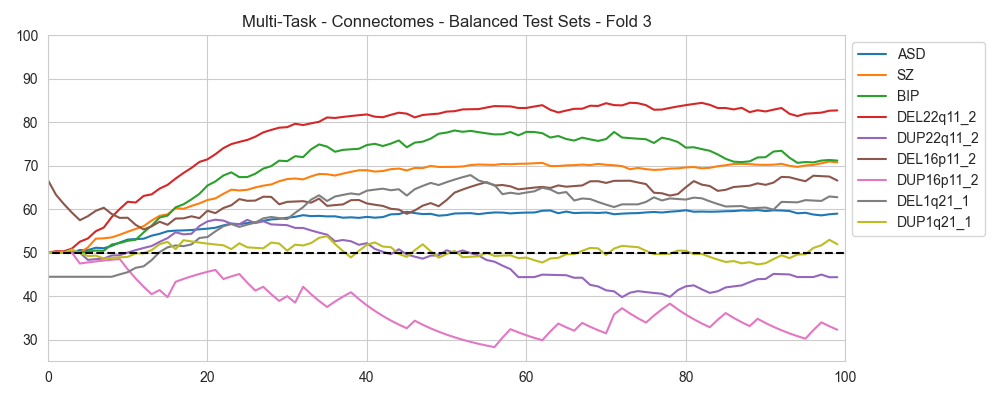 Multi-Task - Connectomes - Balanced Test Sets - Fold 3
100
90
80
70
60
50
40
30
0 20 40 60 80 100
ASD
SZ
BIP
DEL22q11_2
DUP22q11_2
DEL16p11_2
DUP16p11_2
DEL1q21_1
DUP1q21_1